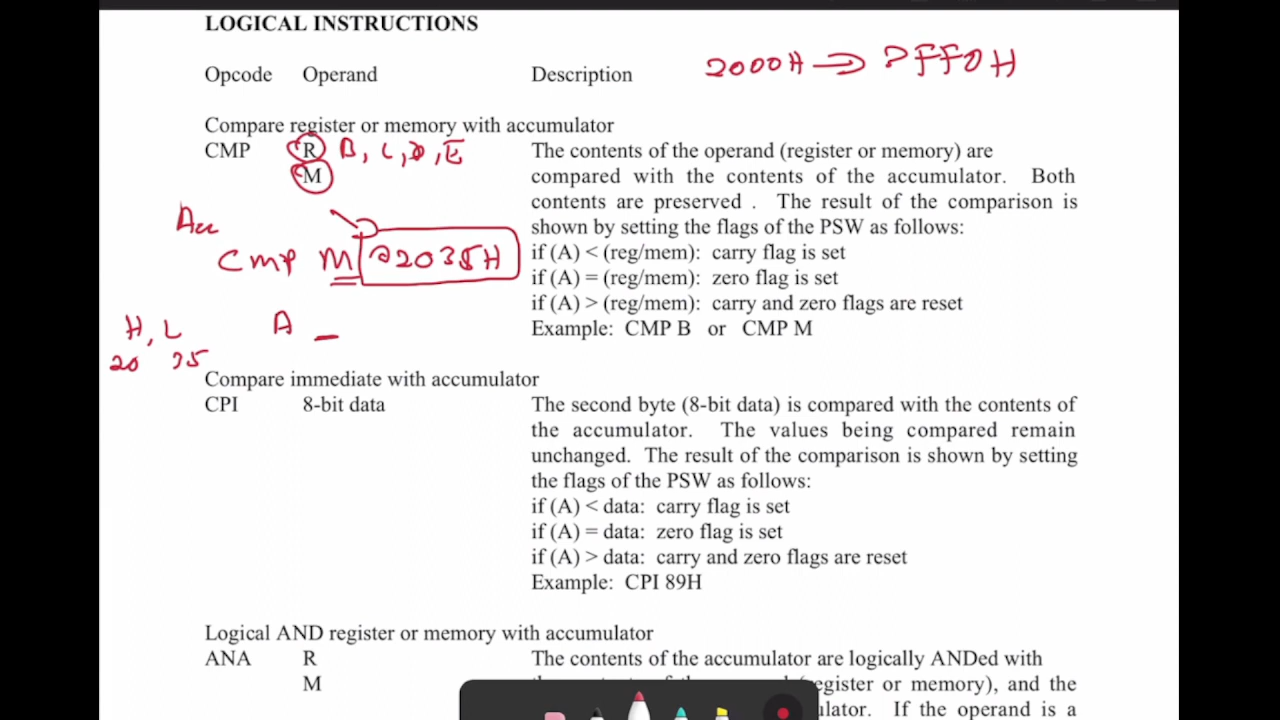 LOGICAL INSTRUCTIONS
Opcode Operand Description
2000H → 2FF0H
Compare register or memory with accumulator
CMP R B, L, D, E The contents of the operand (register or memory) are
M compared with the contents of the accumulator. Both
contents are preserved . The result of the comparison is
Acc shown by setting the flags of the PSW as follows:
Cmp M @2035H if (A) < (reg/mem): carry flag is set
if (A) = (reg/mem): zero flag is set
if (A) > (reg/mem): carry and zero flags are reset
H, L A _ Example: CMP B or CMP M
20 35
Compare immediate with accumulator
CPI 8-bit data The second byte (8-bit data) is compared with the contents of
the accumulator. The values being compared remain
unchanged. The result of the comparison is shown by setting
the flags of the PSW as follows:
if (A) < data: carry flag is set
if (A) = data: zero flag is set
if (A) > data: carry and zero flags are reset
Example: CPI 89H
Logical AND register or memory with accumulator
ANA R The contents of the accumulator are logically ANDed with
M (register or memory), and the
If the operand is a